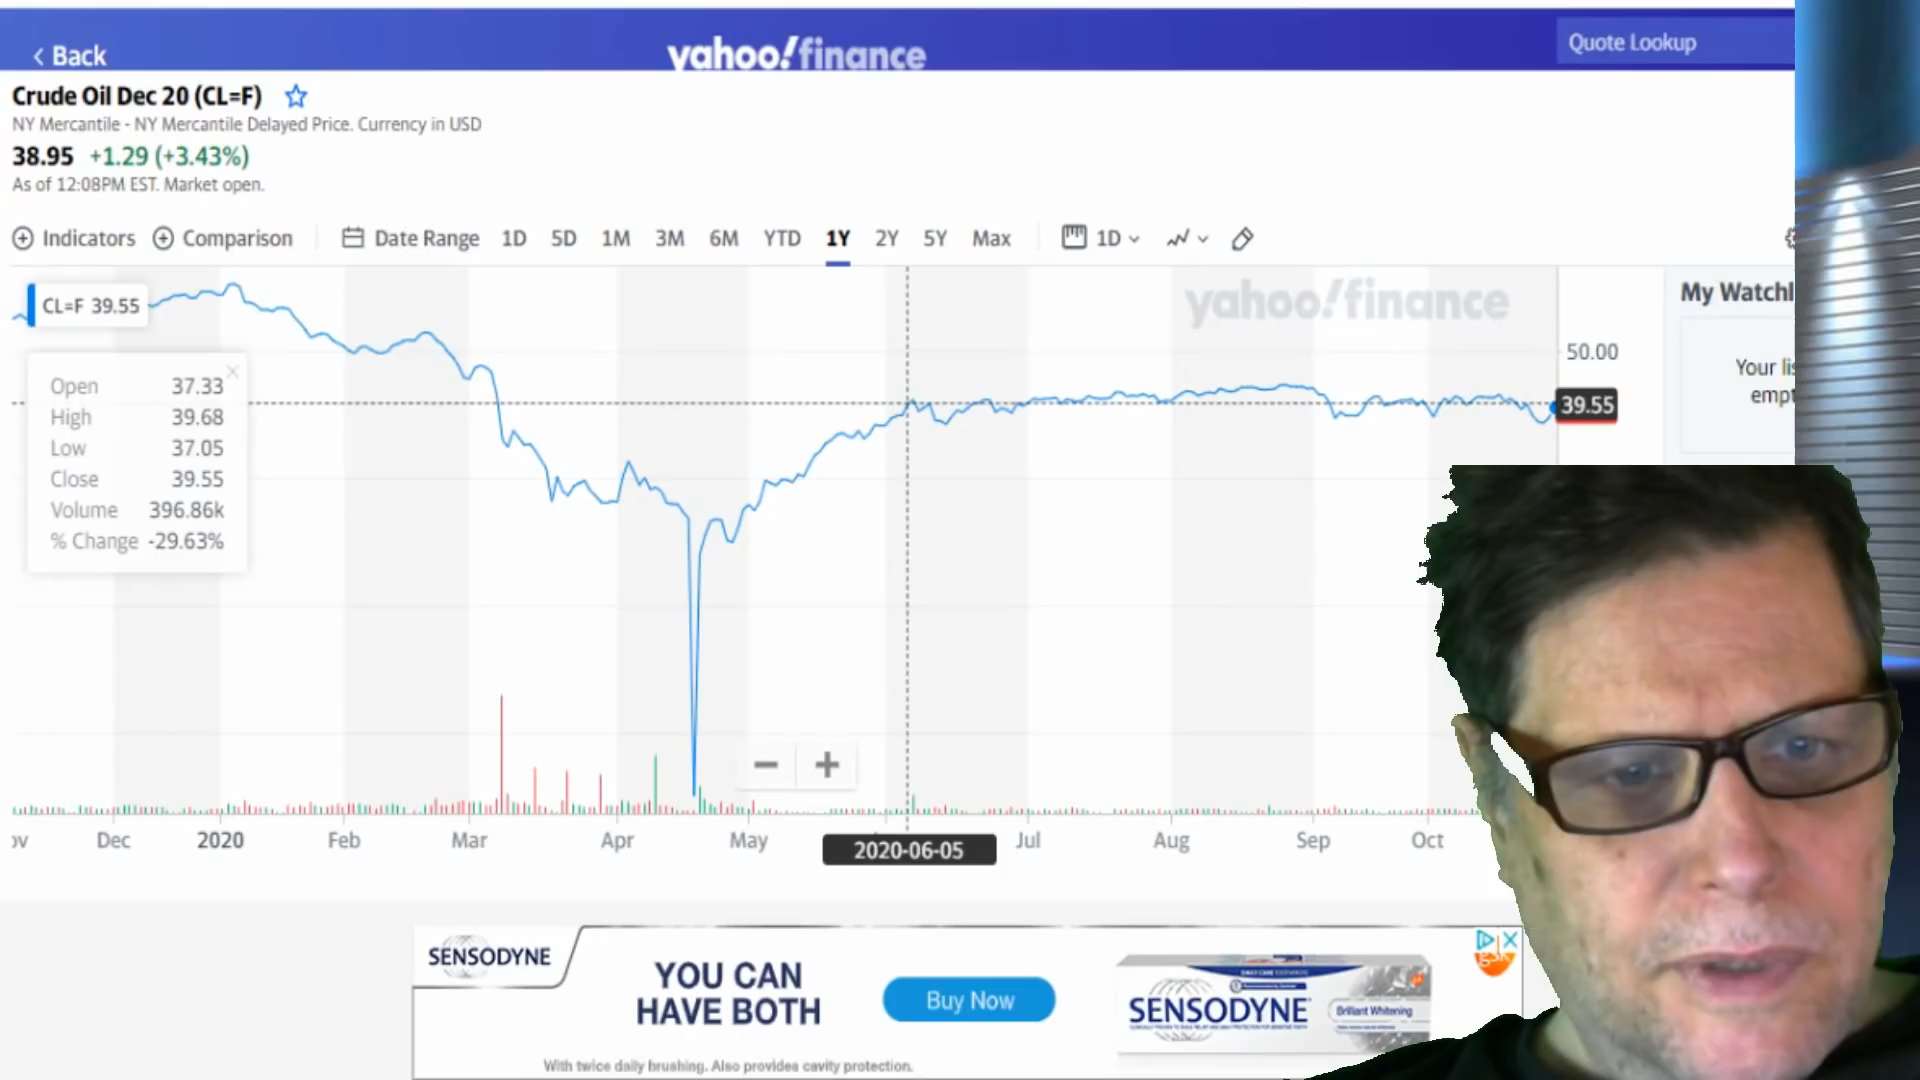 Back
yahoo!finance
Quote Lookup
Crude Oil Dec 20 (CL=F)
NY Mercantile - NY Mercantile Delayed Price. Currency in USD
38.95 +1.29 (+3.43%)
As of 12:08PM EST. Market open.
Indicators Comparison Date Range 1D 5D 1M 3M 6M YTD 1Y 2Y 5Y Max 1D
CL=F 39.55
yahoo!finance
My Watchl
50.00
Your lis
empt
39.55
Open 37.33
High 39.68
Low 37.05
Close 39.55
Volume 396.86k
% Change -29.63%
ov Dec 2020 Feb Mar Apr May 2020-06-05 Jul Aug Sep Oct
SENSODYNE
YOU CAN
HAVE BOTH
Buy Now
SENSODYNE
Brilliant Whitening
gsk
With twice daily brushing. Also provides cavity protection.